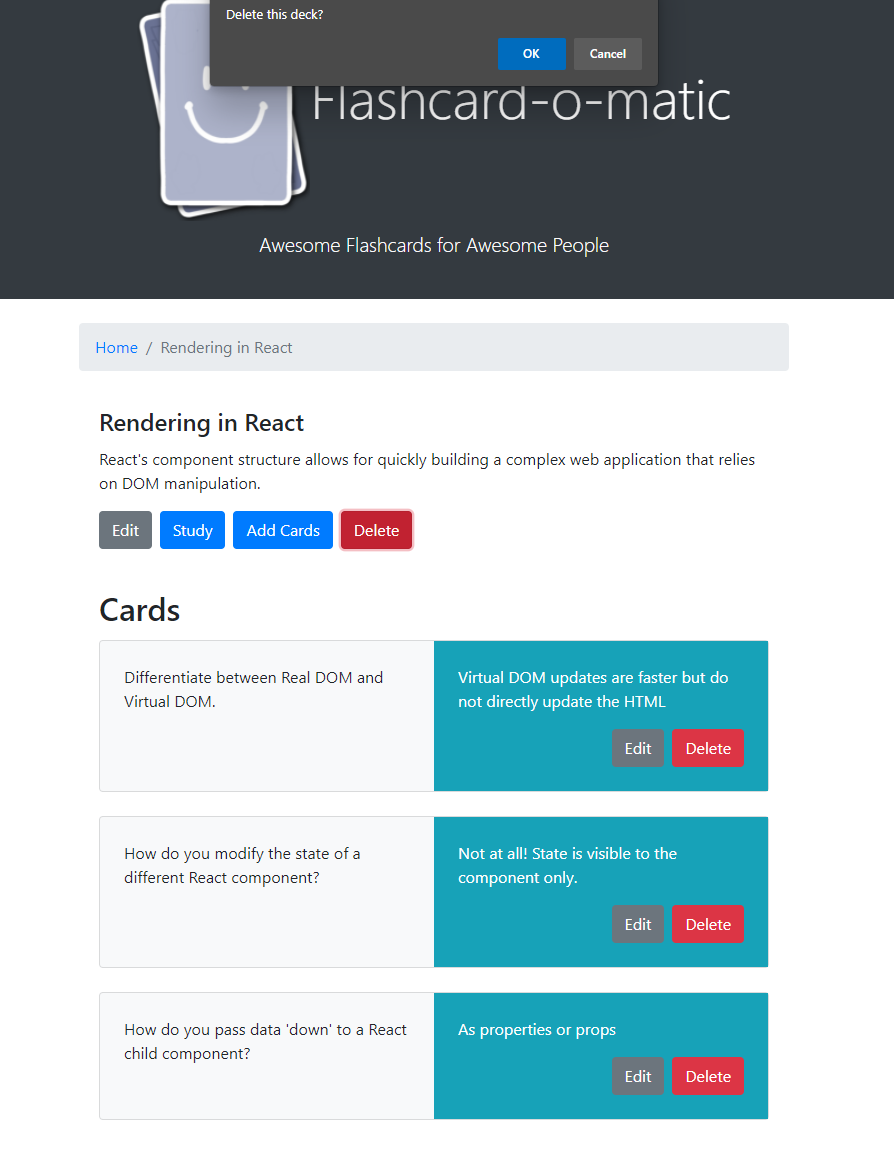 Delete this deck?
OK Cancel
Flashcard-o-matic
Awesome Flashcards for Awesome People
Home / Rendering in React
Rendering in React
React's component structure allows for quickly building a complex web application that relies
on DOM manipulation.
Edit Study Add Cards Delete
Cards
Differentiate between Real DOM and
Virtual DOM.
Virtual DOM updates are faster but do
not directly update the HTML
Edit Delete
How do you modify the state of a
different React component?
Not at all! State is visible to the
component only.
Edit Delete
How do you pass data 'down' to a React
child component?
As properties or props
Edit Delete